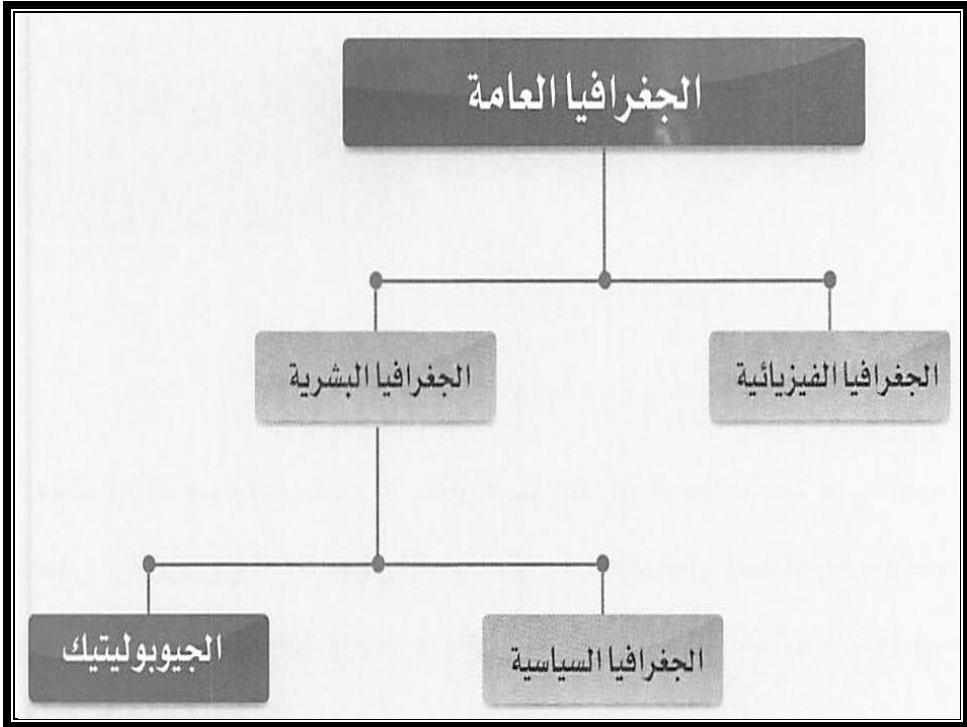 الجغرافيا العامة
الجغرافيا الفيزيائية
الجغرافيا البشرية
الجغرافيا السياسية
الجيوبوليتيك